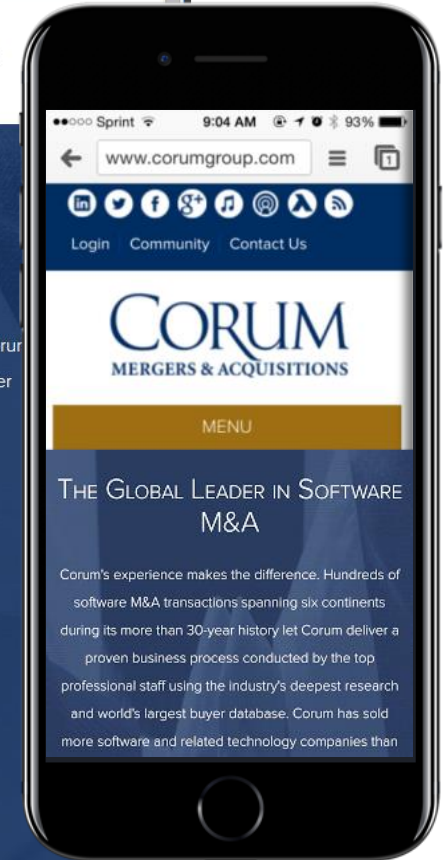 Sprint 9:04 AM 93%
www.corumgroup.com 1
in f g+
Login Community Contact Us
CORUM
MERGERS & ACQUISITIONS
MENU
THE GLOBAL LEADER IN SOFTWARE
M&A
Corum's experience makes the difference. Hundreds of
software M&A transactions spanning six continents
during its more than 30-year history let Corum deliver a
proven business process conducted by the top
professional staff using the industry's deepest research
and world's largest buyer database. Corum has sold
more software and related technology companies than